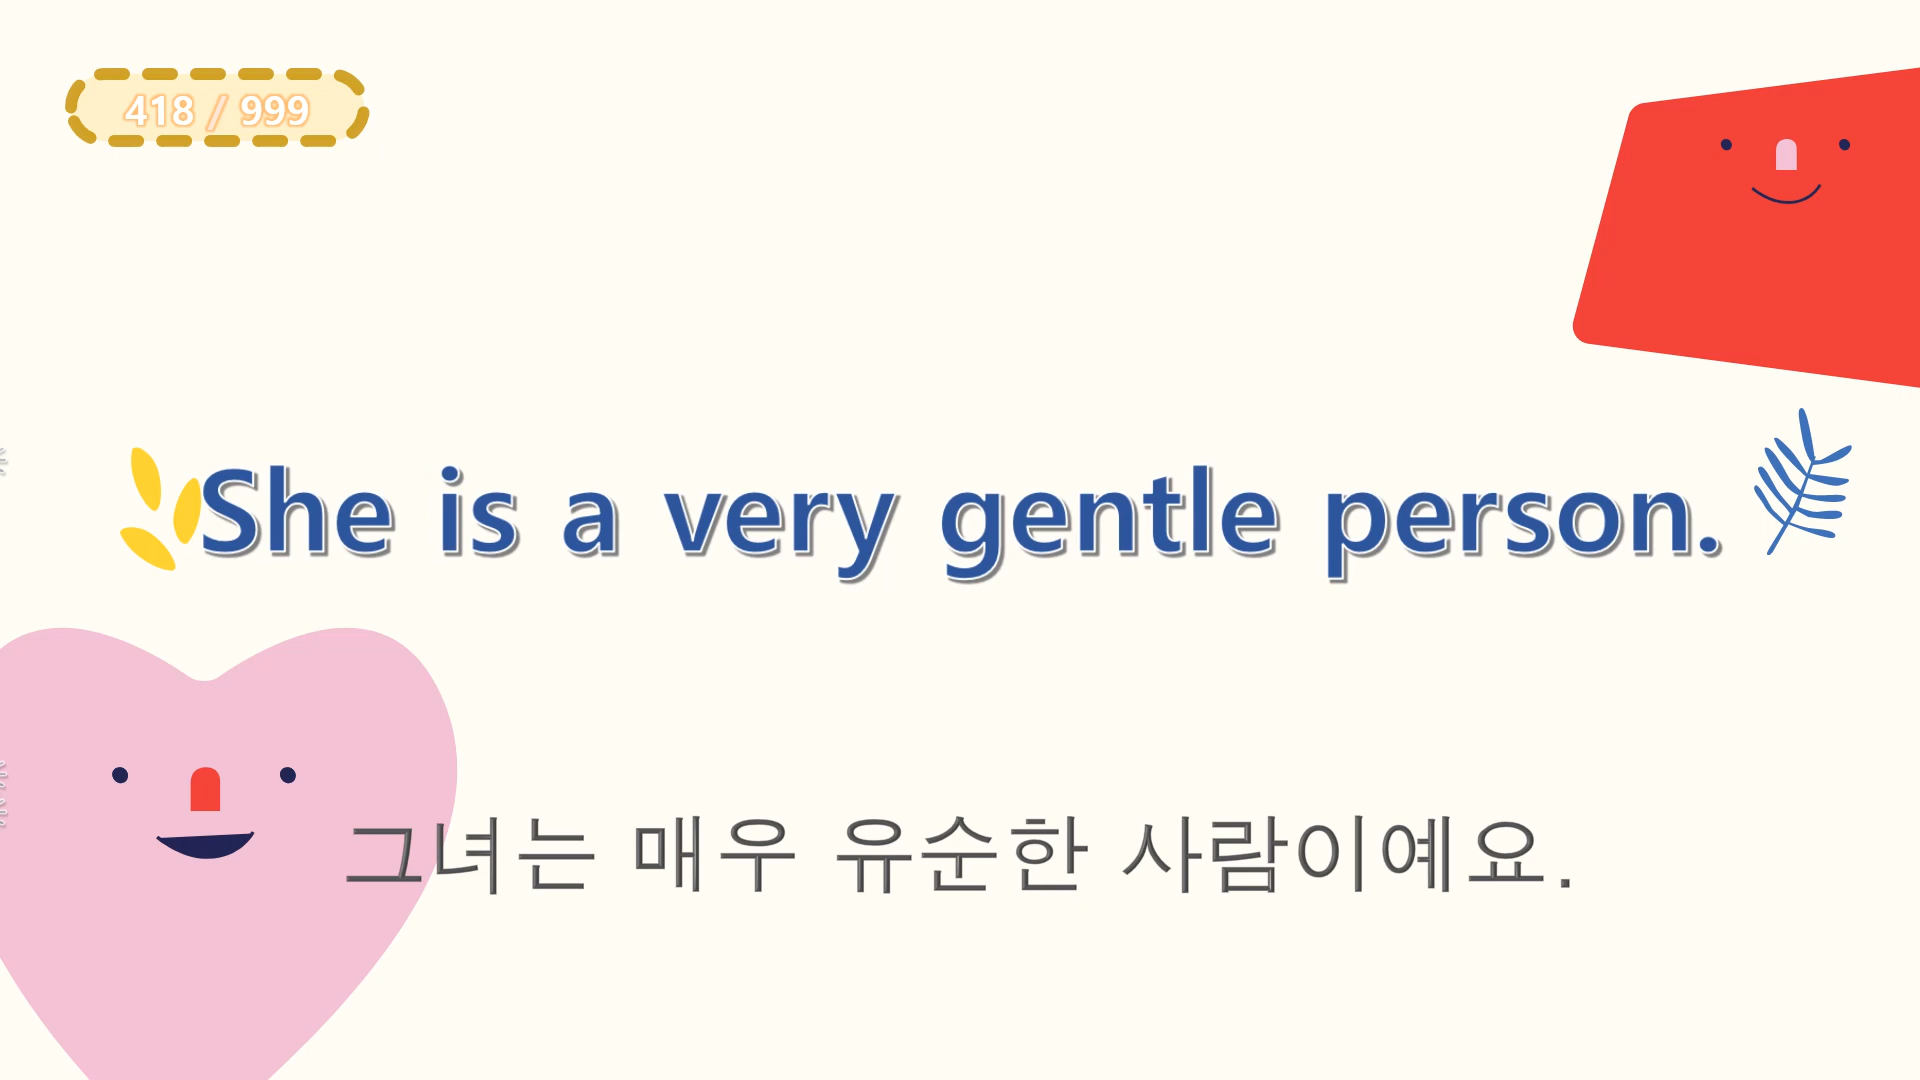 418 / 999
She is a very gentle person.
그녀는 매우 유순한 사람이예요.